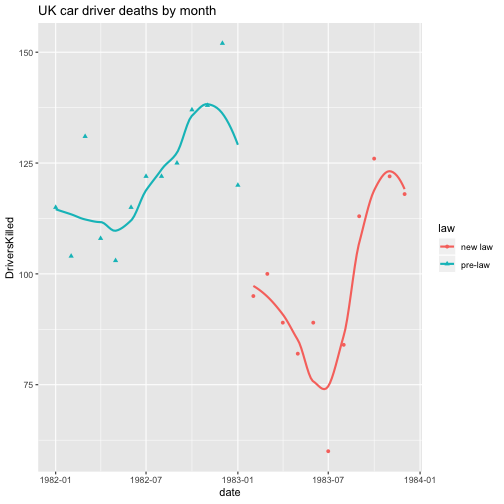 UK car driver deaths by month
DriversKilled
150
125
100
75
1982-01
1982-07
1983-01
1983-07
1984-01
date
law
new law
pre-law